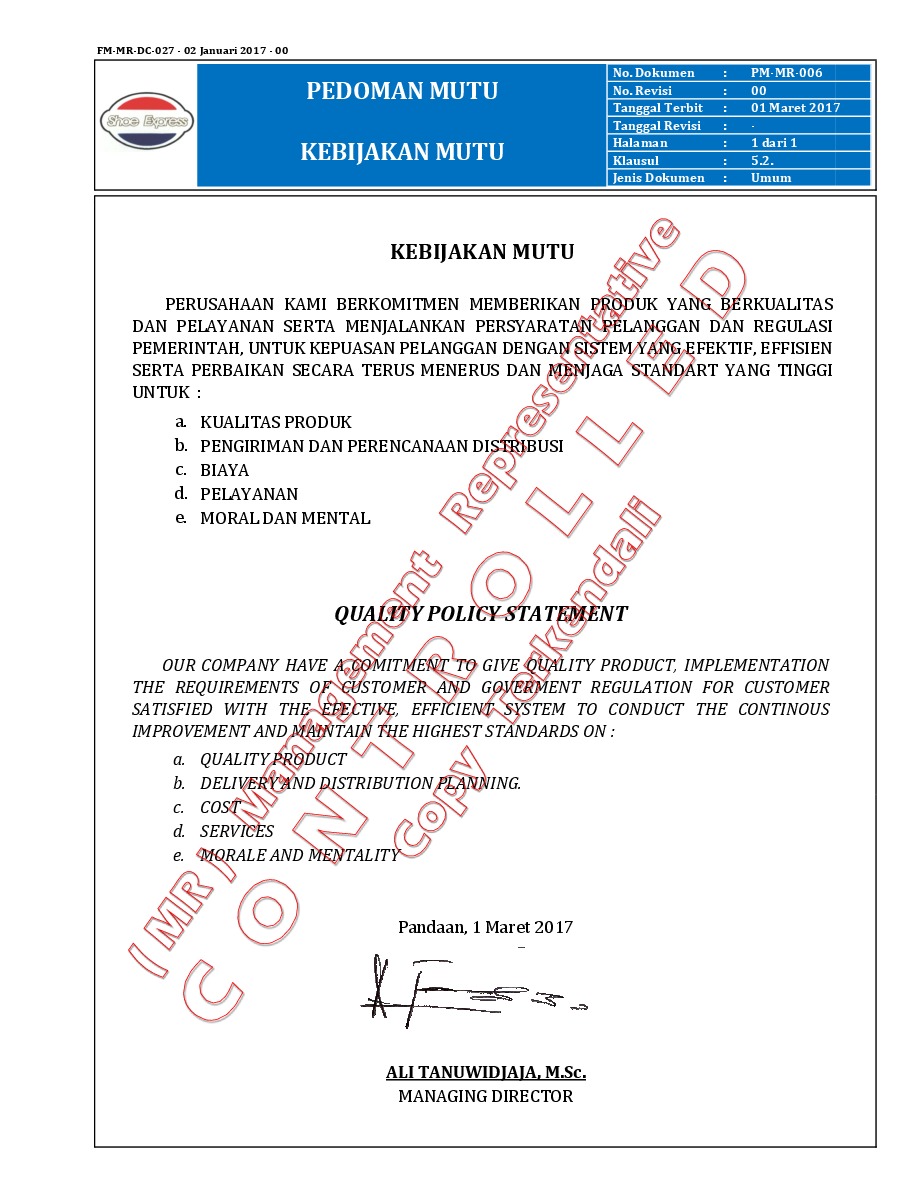 FM-MR-DC-027 - 02 Januari 2017 - 00
Shoe Express
PEDOMAN MUTU
KEBIJAKAN MUTU
No. Dokumen : PM-MR-006
No. Revisi : 00
Tanggal Terbit : 01 Maret 2017
Tanggal Revisi : -
Halaman : 1 dari 1
Klausul : 5.2.
Jenis Dokumen : Umum
KEBIJAKAN MUTU
PERUSAHAAN KAMI BERKOMITMEN MEMBERIKAN PRODUK YANG BERKUALITAS
DAN PELAYANAN SERTA MENJALANKAN PERSYARATAN PELANGGAN DAN REGULASI
PEMERINTAH, UNTUK KEPUASAN PELANGGAN DENGAN SISTEM YANG EFEKTIF, EFFISIEN
SERTA PERBAIKAN SECARA TERUS MENERUS DAN MENJAGA STANDART YANG TINGGI
UNTUK :
a. KUALITAS PRODUK
b. PENGIRIMAN DAN PERENCANAAN DISTRIBUSI
c. BIAYA
d. PELAYANAN
e. MORAL DAN MENTAL
QUALITY POLICY STATEMENT
OUR COMPANY HAVE A COMITMENT TO GIVE QUALITY PRODUCT, IMPLEMENTATION
THE REQUIREMENTS OF CUSTOMER AND GOVERMENT REGULATION FOR CUSTOMER
SATISFIED WITH THE EFECTIVE, EFFICIENT SYSTEM TO CONDUCT THE CONTINOUS
IMPROVEMENT AND MAINTAIN THE HIGHEST STANDARDS ON :
a. QUALITY PRODUCT
b. DELIVERY AND DISTRIBUTION PLANNING.
c. COST
d. SERVICES
e. MORALE AND MENTALITY
( MR ) Management Representative
CONTROLLED
Copy Terkendali
Pandaan, 1 Maret 2017
ALI TANUWIDJAJA, M.Sc.
MANAGING DIRECTOR